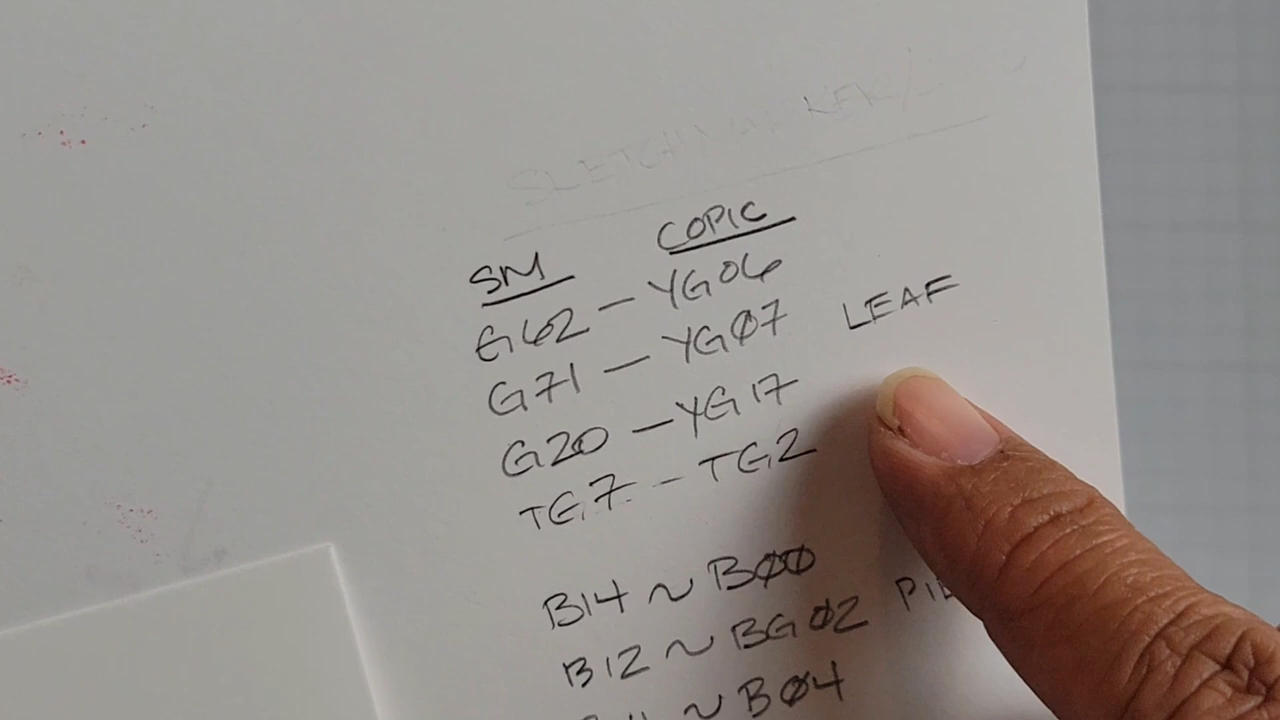 SM COPIC
G62 — YG06
G71 — YG07 LEAF
G20 — YG17
TG7 - TG2
B14 ~ B00
B12 ~ BG02
~ B04